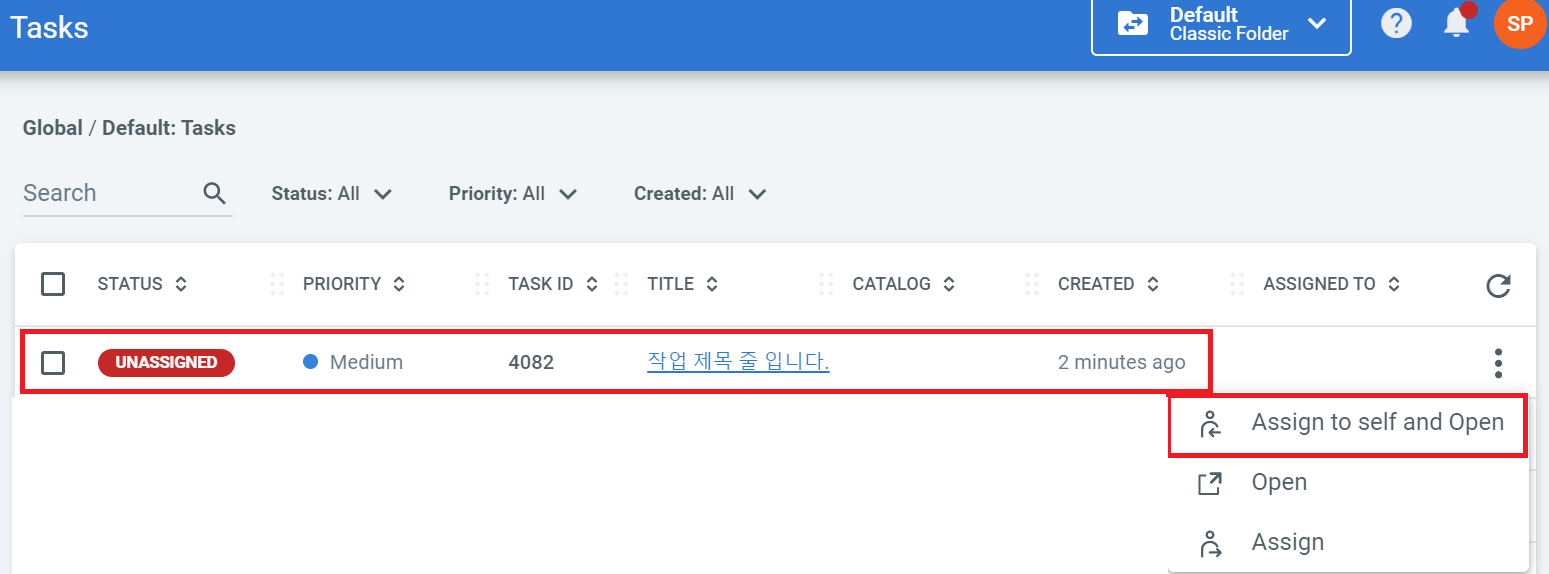 Tasks
Default
Classic Folder
?
SP
Global / Default: Tasks
Search
Status: All
Priority: All
Created: All
STATUS
PRIORITY
TASK ID
TITLE
CATALOG
CREATED
ASSIGNED TO
UNASSIGNED
Medium
4082
작업 제목 줄 입니다.
2 minutes ago
Assign to self and Open
Open
Assign